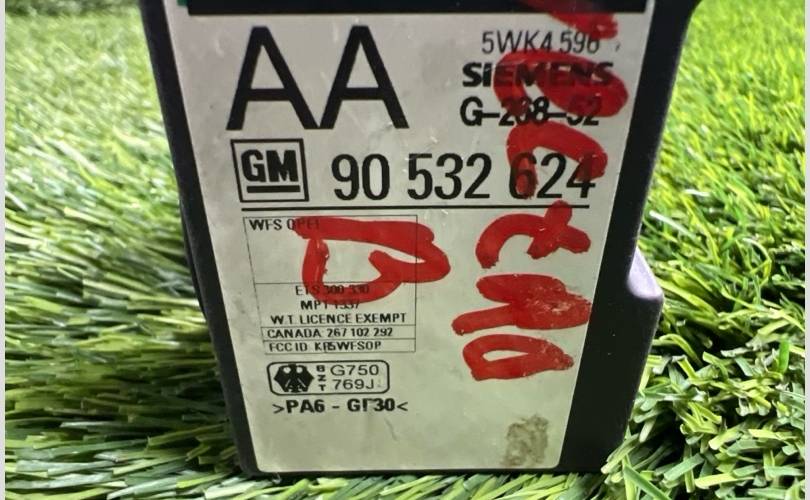 AA
5WK4 596
SIEMENS
G-268-52
GM 90 532 624
WFS OPEL
ETS 300 330
MPT 1337
W.T. LICENCE EXEMPT
CANADA: 267 102 292
FCC ID: KR5WFSOP
BZT G750 769J
>PA6 - GF30<